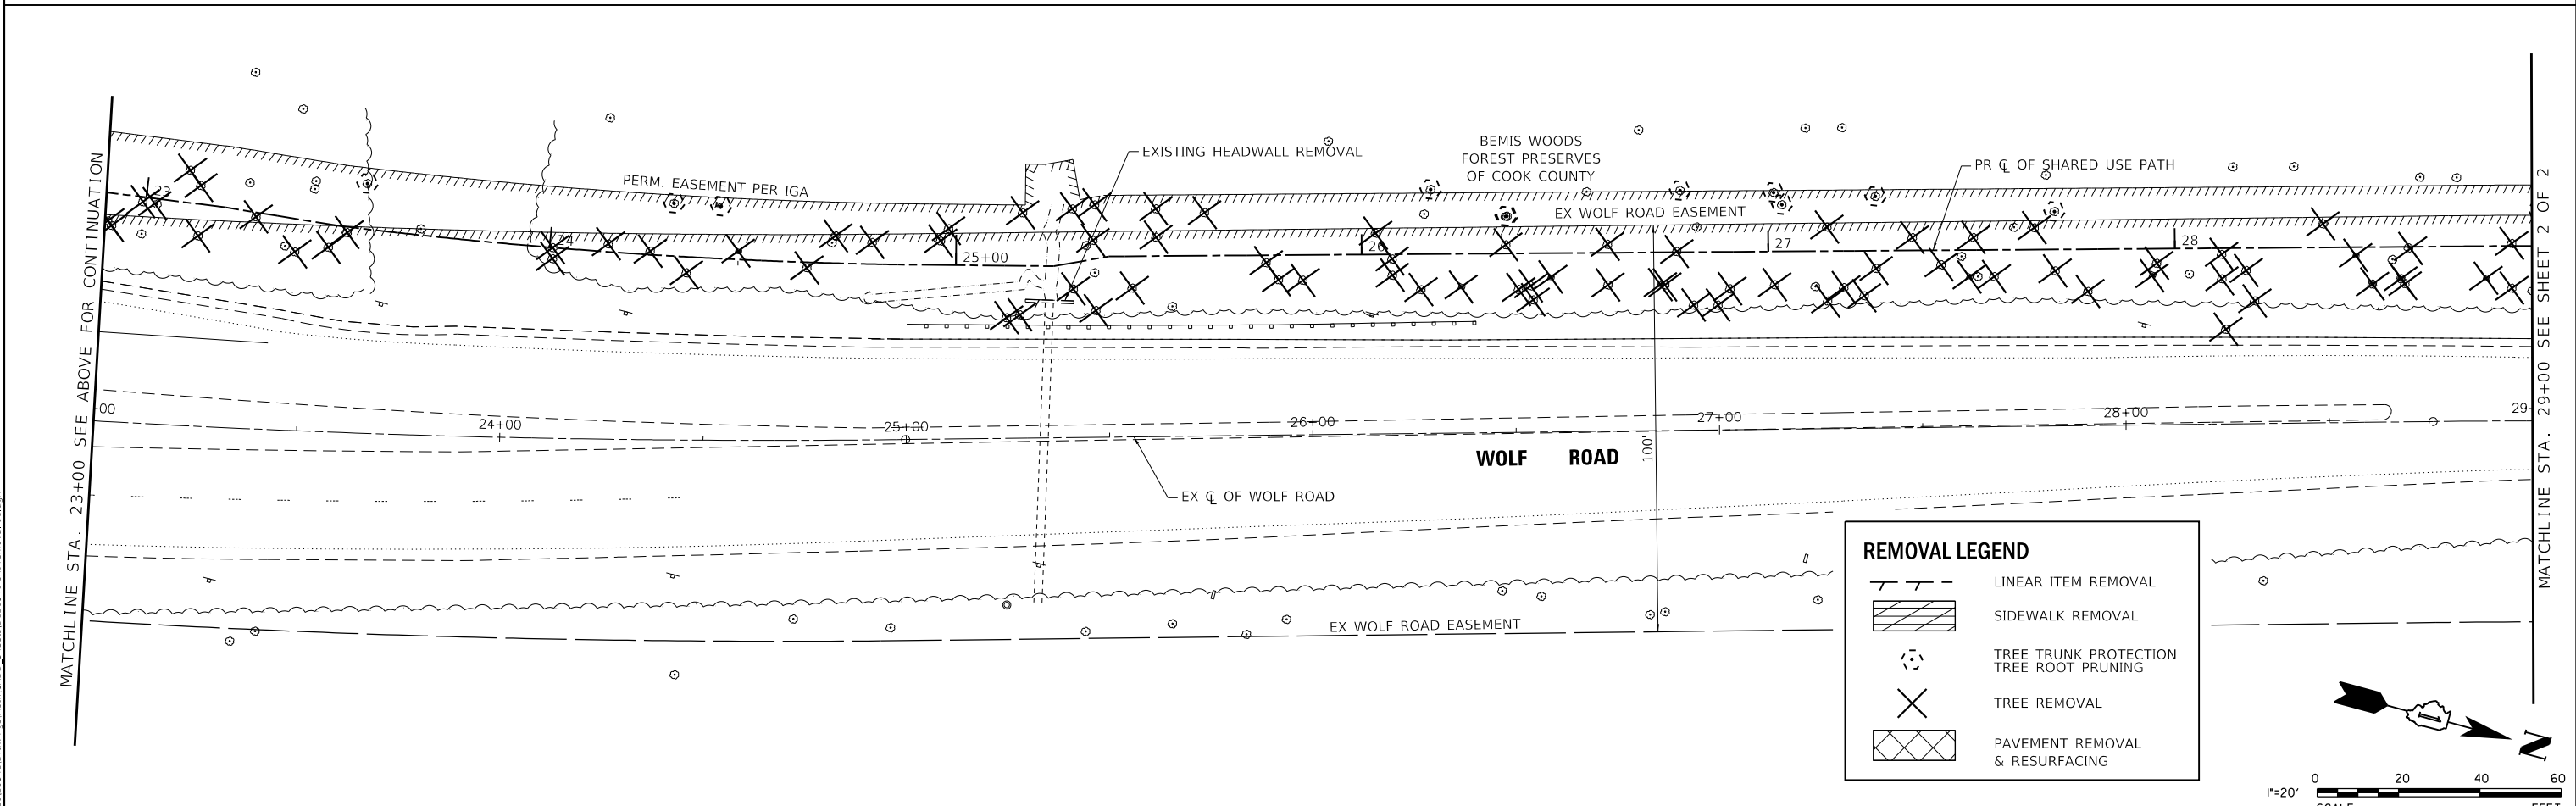 BEMIS WOODS
FOREST PRESERVES
OF COOK COUNTY
EXISTING HEADWALL REMOVAL
PR ℄ OF SHARED USE PATH
PERM. EASEMENT PER IGA
EX WOLF ROAD EASEMENT
23
24
25+00
26
27
28
MATCHLINE STA. 23+00 SEE ABOVE FOR CONTINUATION
MATCHLINE STA. 29+00 SEE SHEET 2 OF 2
00
24+00
25+00
26+00
27+00
28+00
29
WOLF ROAD
100'
EX ℄ OF WOLF ROAD
EX WOLF ROAD EASEMENT
REMOVAL LEGEND
LINEAR ITEM REMOVAL
SIDEWALK REMOVAL
TREE TRUNK PROTECTION
TREE ROOT PRUNING
TREE REMOVAL
PAVEMENT REMOVAL
& RESURFACING
N
0 20 40 60
1"=20'
SCALE FEET